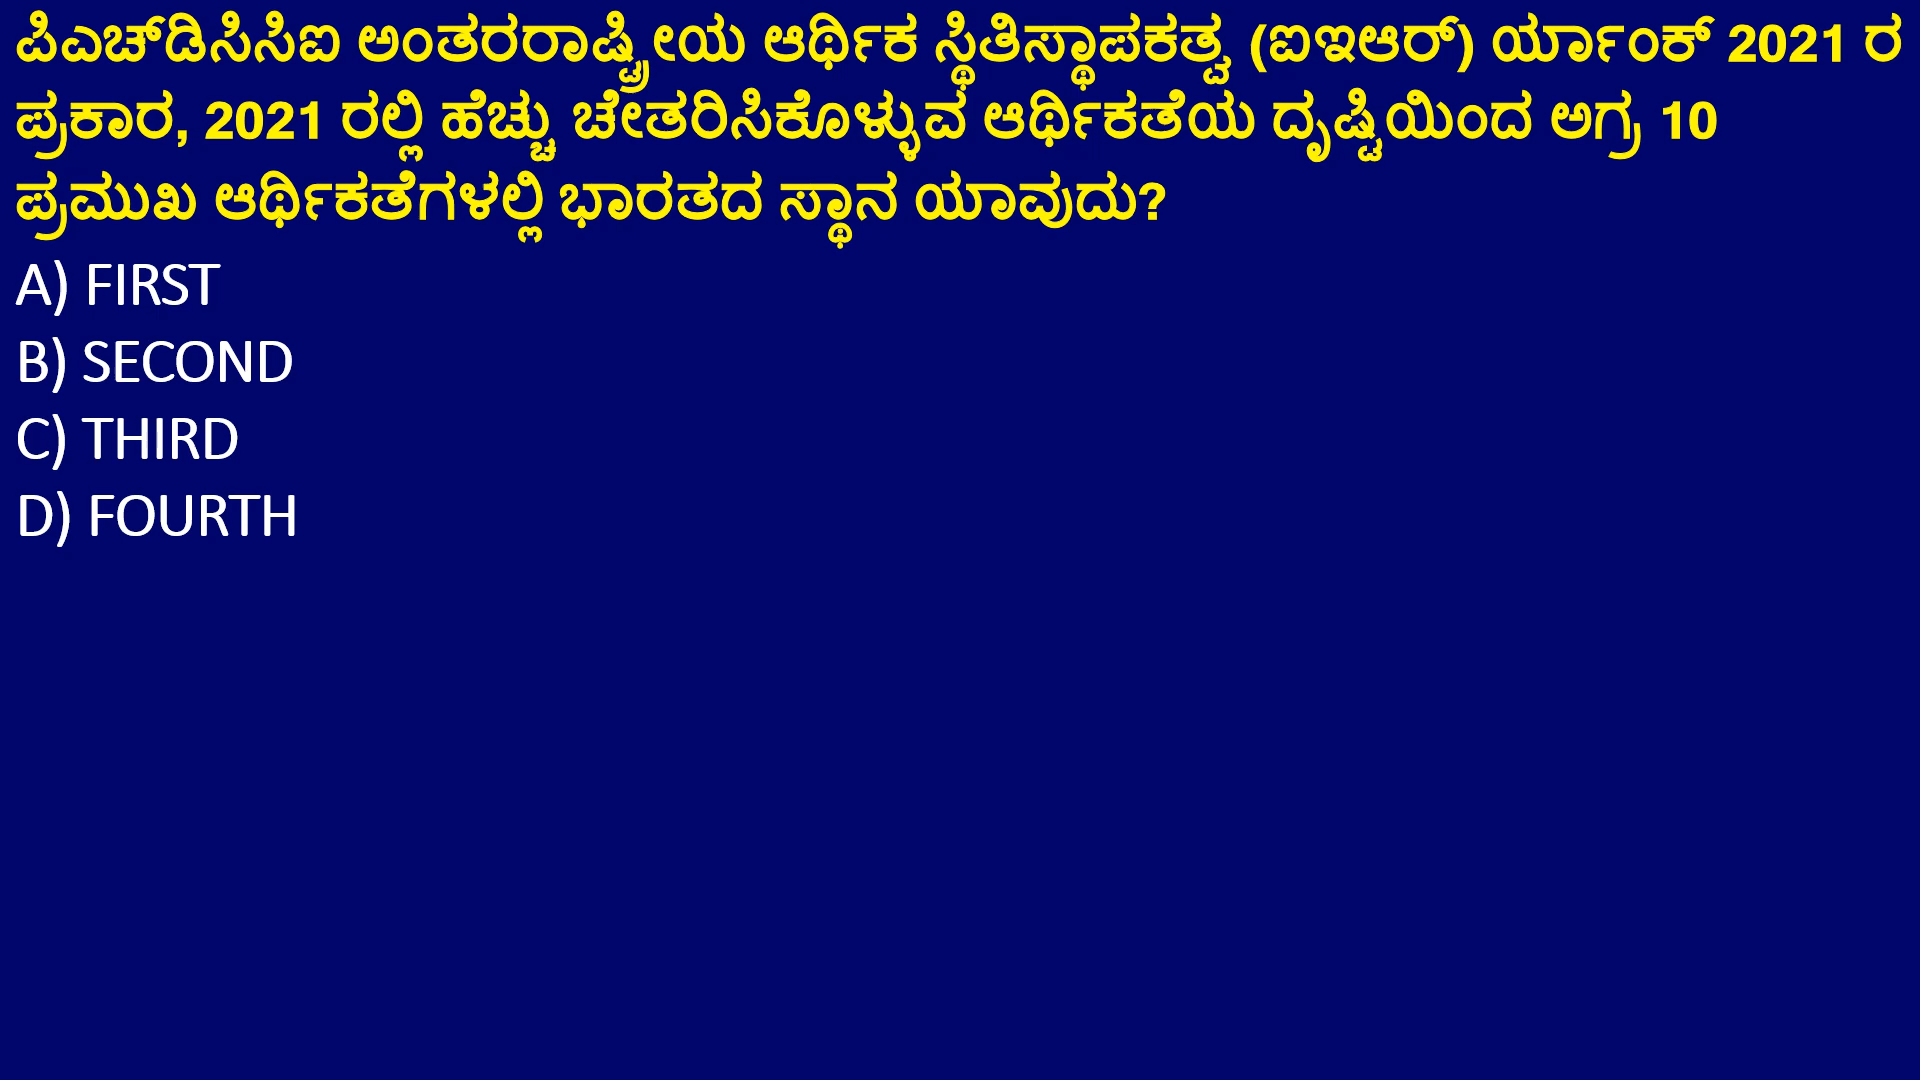 ಪಿಎಚ್‌ಡಿಸಿಸಿಐ ಅಂತರರಾಷ್ಟ್ರೀಯ ಆರ್ಥಿಕ ಸ್ಥಿತಿಸ್ಥಾಪಕತ್ವ (ಐಇಆರ್) ರ್ಯಾಂಕ್ 2021 ರ
ಪ್ರಕಾರ, 2021 ರಲ್ಲಿ ಹೆಚ್ಚು ಚೇತರಿಸಿಕೊಳ್ಳುವ ಆರ್ಥಿಕತೆಯ ದೃಷ್ಟಿಯಿಂದ ಅಗ್ರ 10
ಪ್ರಮುಖ ಆರ್ಥಿಕತೆಗಳಲ್ಲಿ ಭಾರತದ ಸ್ಥಾನ ಯಾವುದು?
A) FIRST
B) SECOND
C) THIRD
D) FOURTH